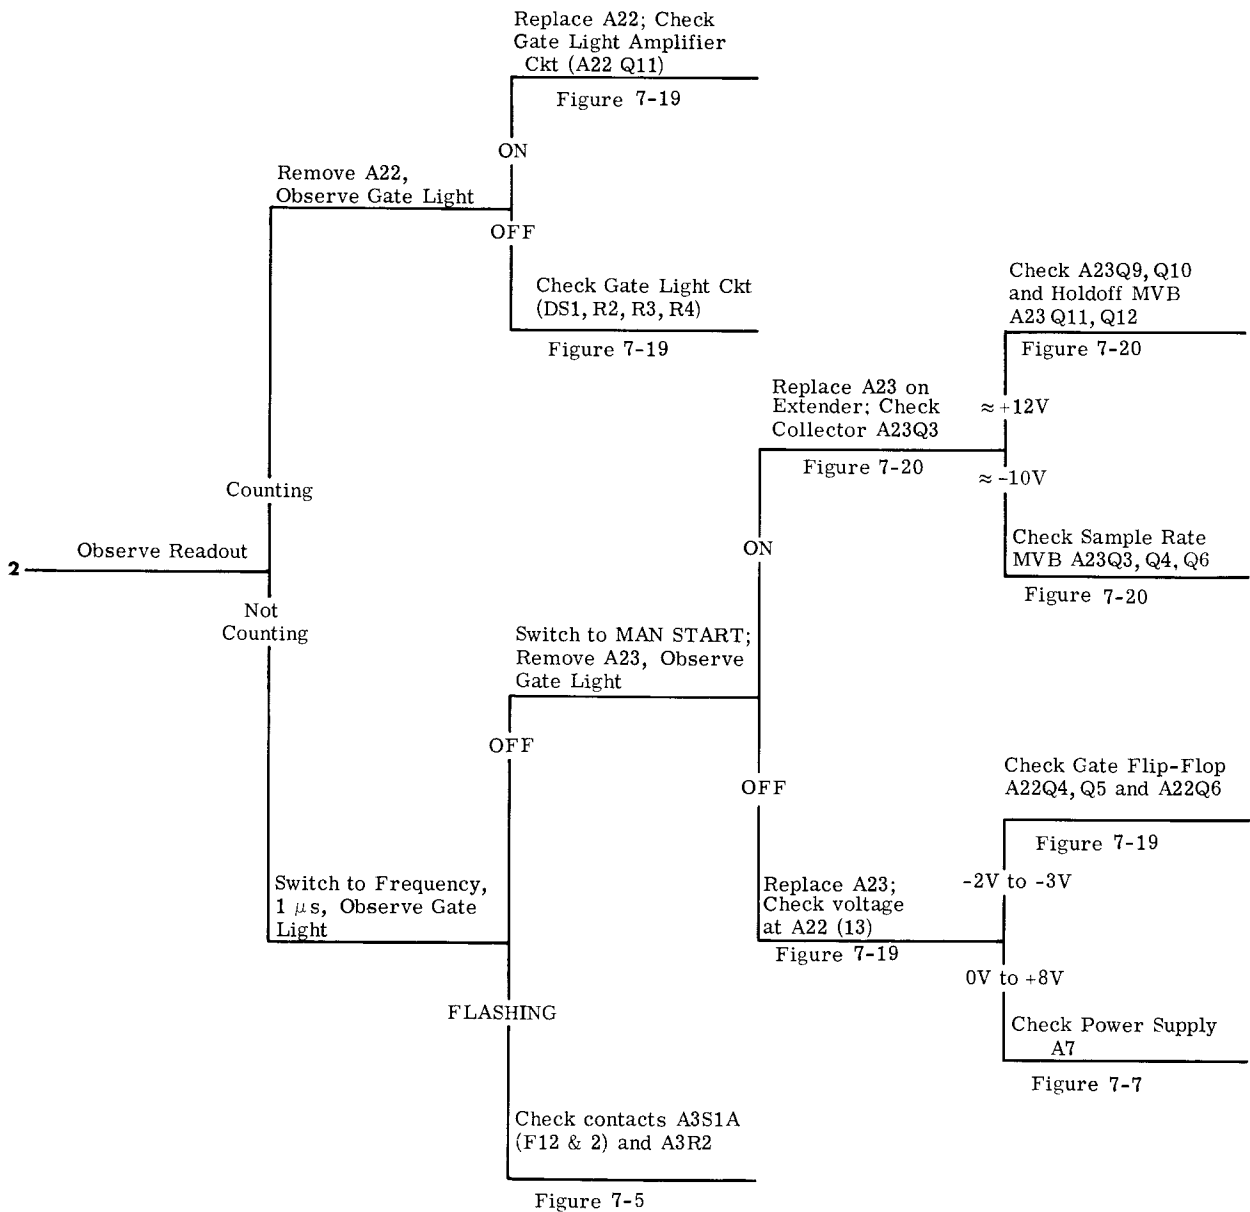 Replace A22; Check
Gate Light Amplifier
Ckt (A22 Q11)
Figure 7-19
ON
Remove A22,
Observe Gate Light
OFF
Check Gate Light Ckt
(DS1, R2, R3, R4)
Figure 7-19
Check A23Q9, Q10
and Holdoff MVB
A23 Q11, Q12
Figure 7-20
Replace A23 on
Extender; Check
Collector A23Q3
Figure 7-20
≈ +12V
≈ -10V
Counting
Check Sample Rate
MVB A23Q3, Q4, Q6
Figure 7-20
ON
2
Observe Readout
Not
Counting
Switch to MAN START;
Remove A23, Observe
Gate Light
OFF
OFF
Check Gate Flip-Flop
A22Q4, Q5 and A22Q6
Figure 7-19
-2V to -3V
Switch to Frequency,
1 μs, Observe Gate
Light
Replace A23;
Check voltage
at A22 (13)
Figure 7-19
0V to +8V
FLASHING
Check Power Supply
A7
Figure 7-7
Check contacts A3S1A
(F12 & 2) and A3R2
Figure 7-5